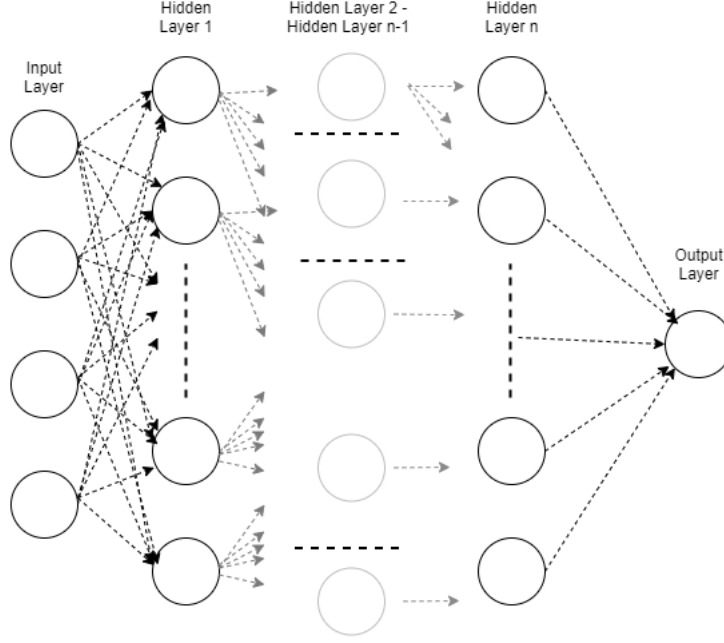 Hidden
Layer 1
Hidden Layer 2 -
Hidden Layer n-1
Hidden
Layer n
Input
Layer
Output
Layer